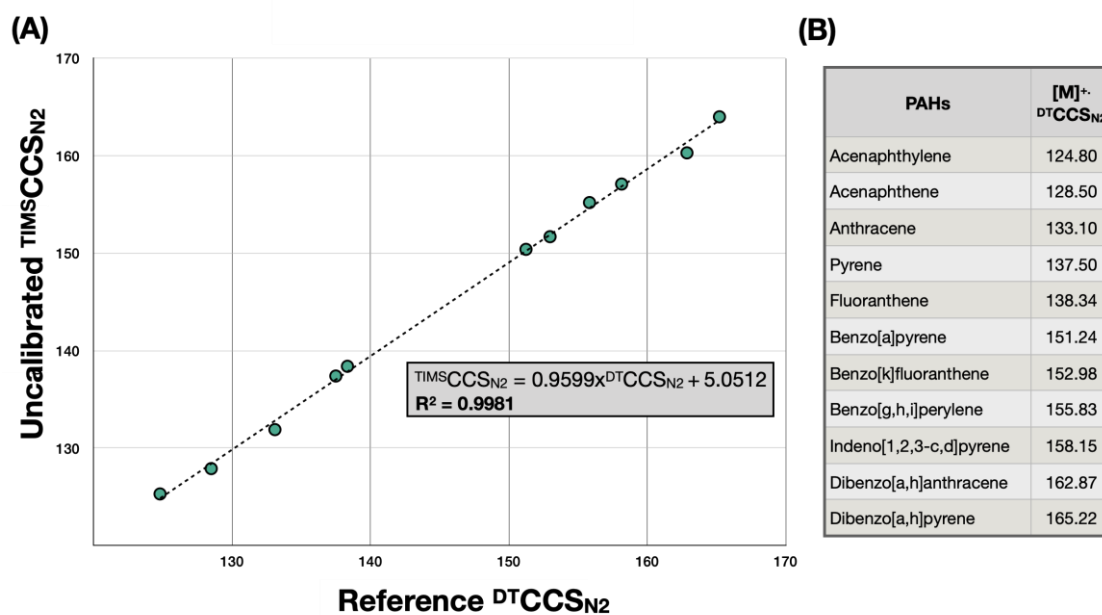 (A)
170
160
150
140
130
130
140
150
160
170
Uncalibrated TIMSCCSN2
Reference DTCCSN2
TIMSCCSN2 = 0.9599xDTCCSN2 + 5.0512
R² = 0.9981
(B)
PAHs [M]+·
DTCCSN2
Acenaphthylene 124.80
Acenaphthene 128.50
Anthracene 133.10
Pyrene 137.50
Fluoranthene 138.34
Benzo[a]pyrene 151.24
Benzo[k]fluoranthene 152.98
Benzo[g,h,i]perylene 155.83
Indeno[1,2,3-c,d]pyrene 158.15
Dibenzo[a,h]anthracene 162.87
Dibenzo[a,h]pyrene 165.22